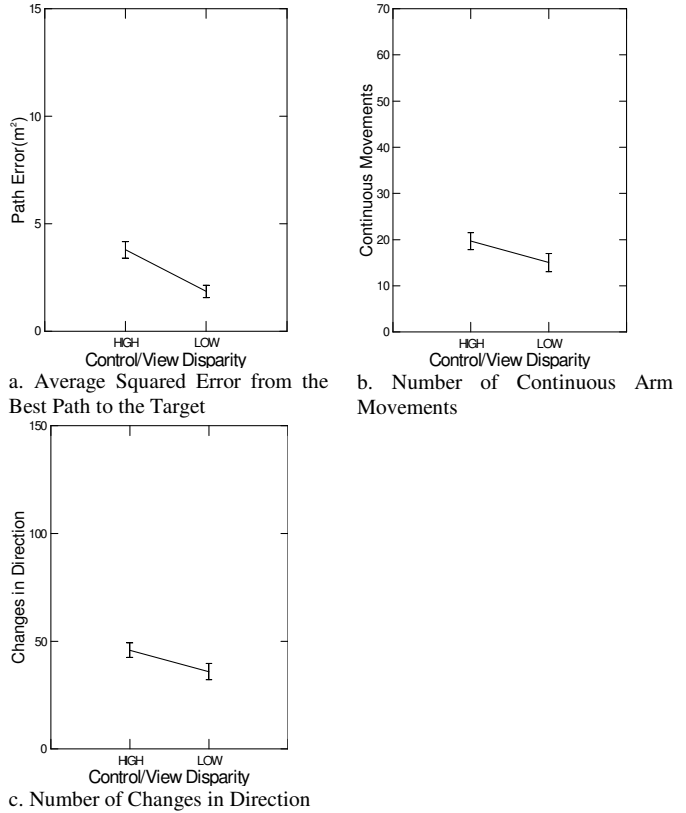 15
10
5
0
Path Error(m²)
HIGH LOW
Control/View Disparity
a. Average Squared Error from the
Best Path to the Target
70
60
50
40
30
20
10
0
Continuous Movements
HIGH LOW
Control/View Disparity
b. Number of Continuous Arm
Movements
150
100
50
0
Changes in Direction
HIGH LOW
Control/View Disparity
c. Number of Changes in Direction